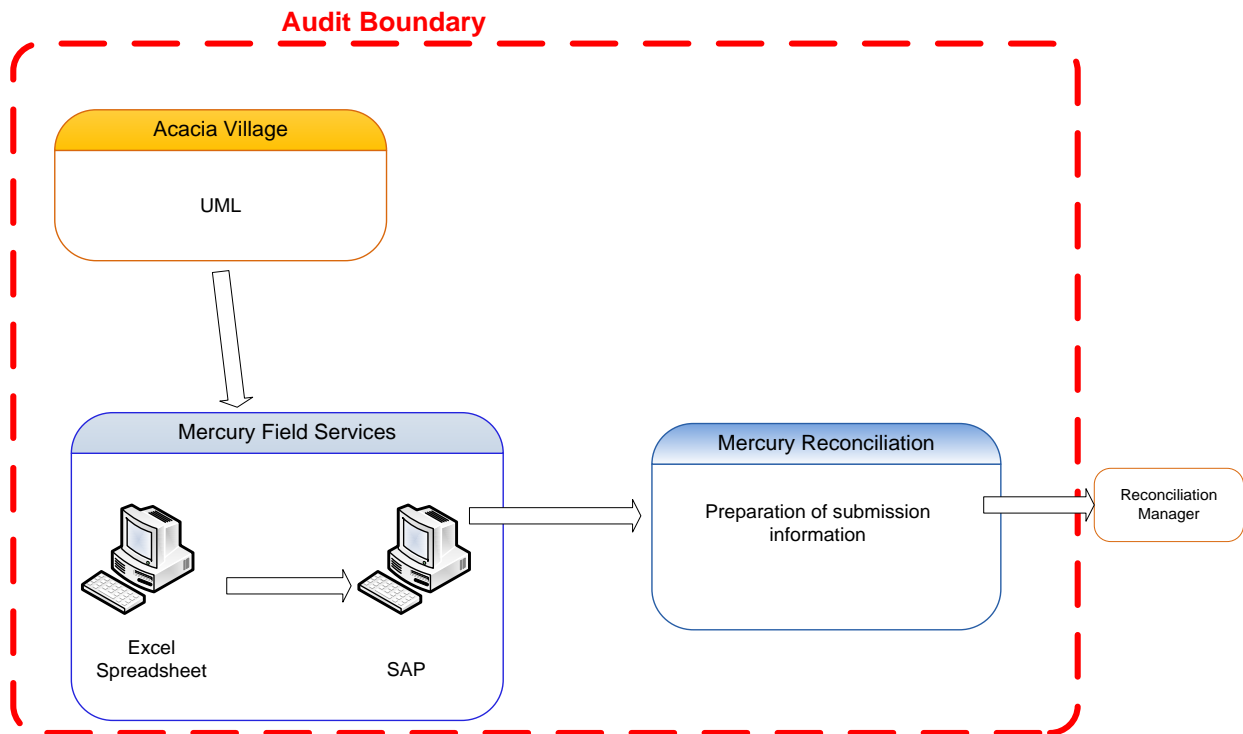 Audit Boundary
Acacia Village
UML
Mercury Field Services
Excel
Spreadsheet
SAP
Mercury Reconciliation
Preparation of submission
information
Reconciliation
Manager